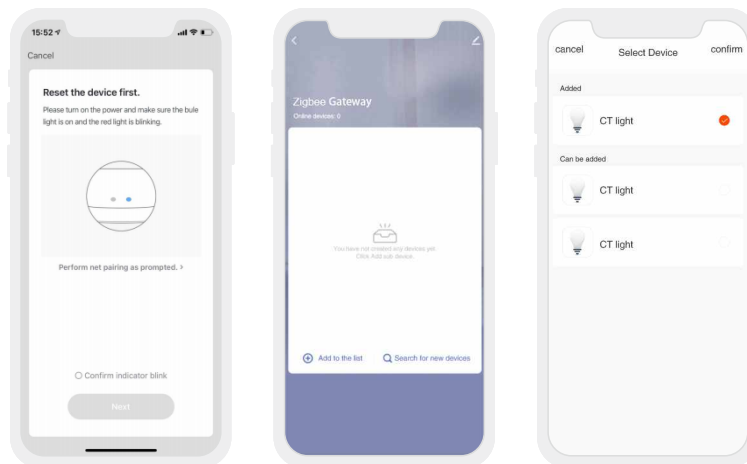 15:52
Cancel
Reset the device first.
Please turn on the power and make sure the bule
light is on and the red light is blinking.
Perform net pairing as prompted. >
Confirm indicator blink
Next
Zigbee Gateway
Online devices: 0
You have not created any devices yet
Click Add sub device
Add to the list
Search for new devices
cancel
Select Device
confirm
Added
CT light
Can be added
CT light
CT light